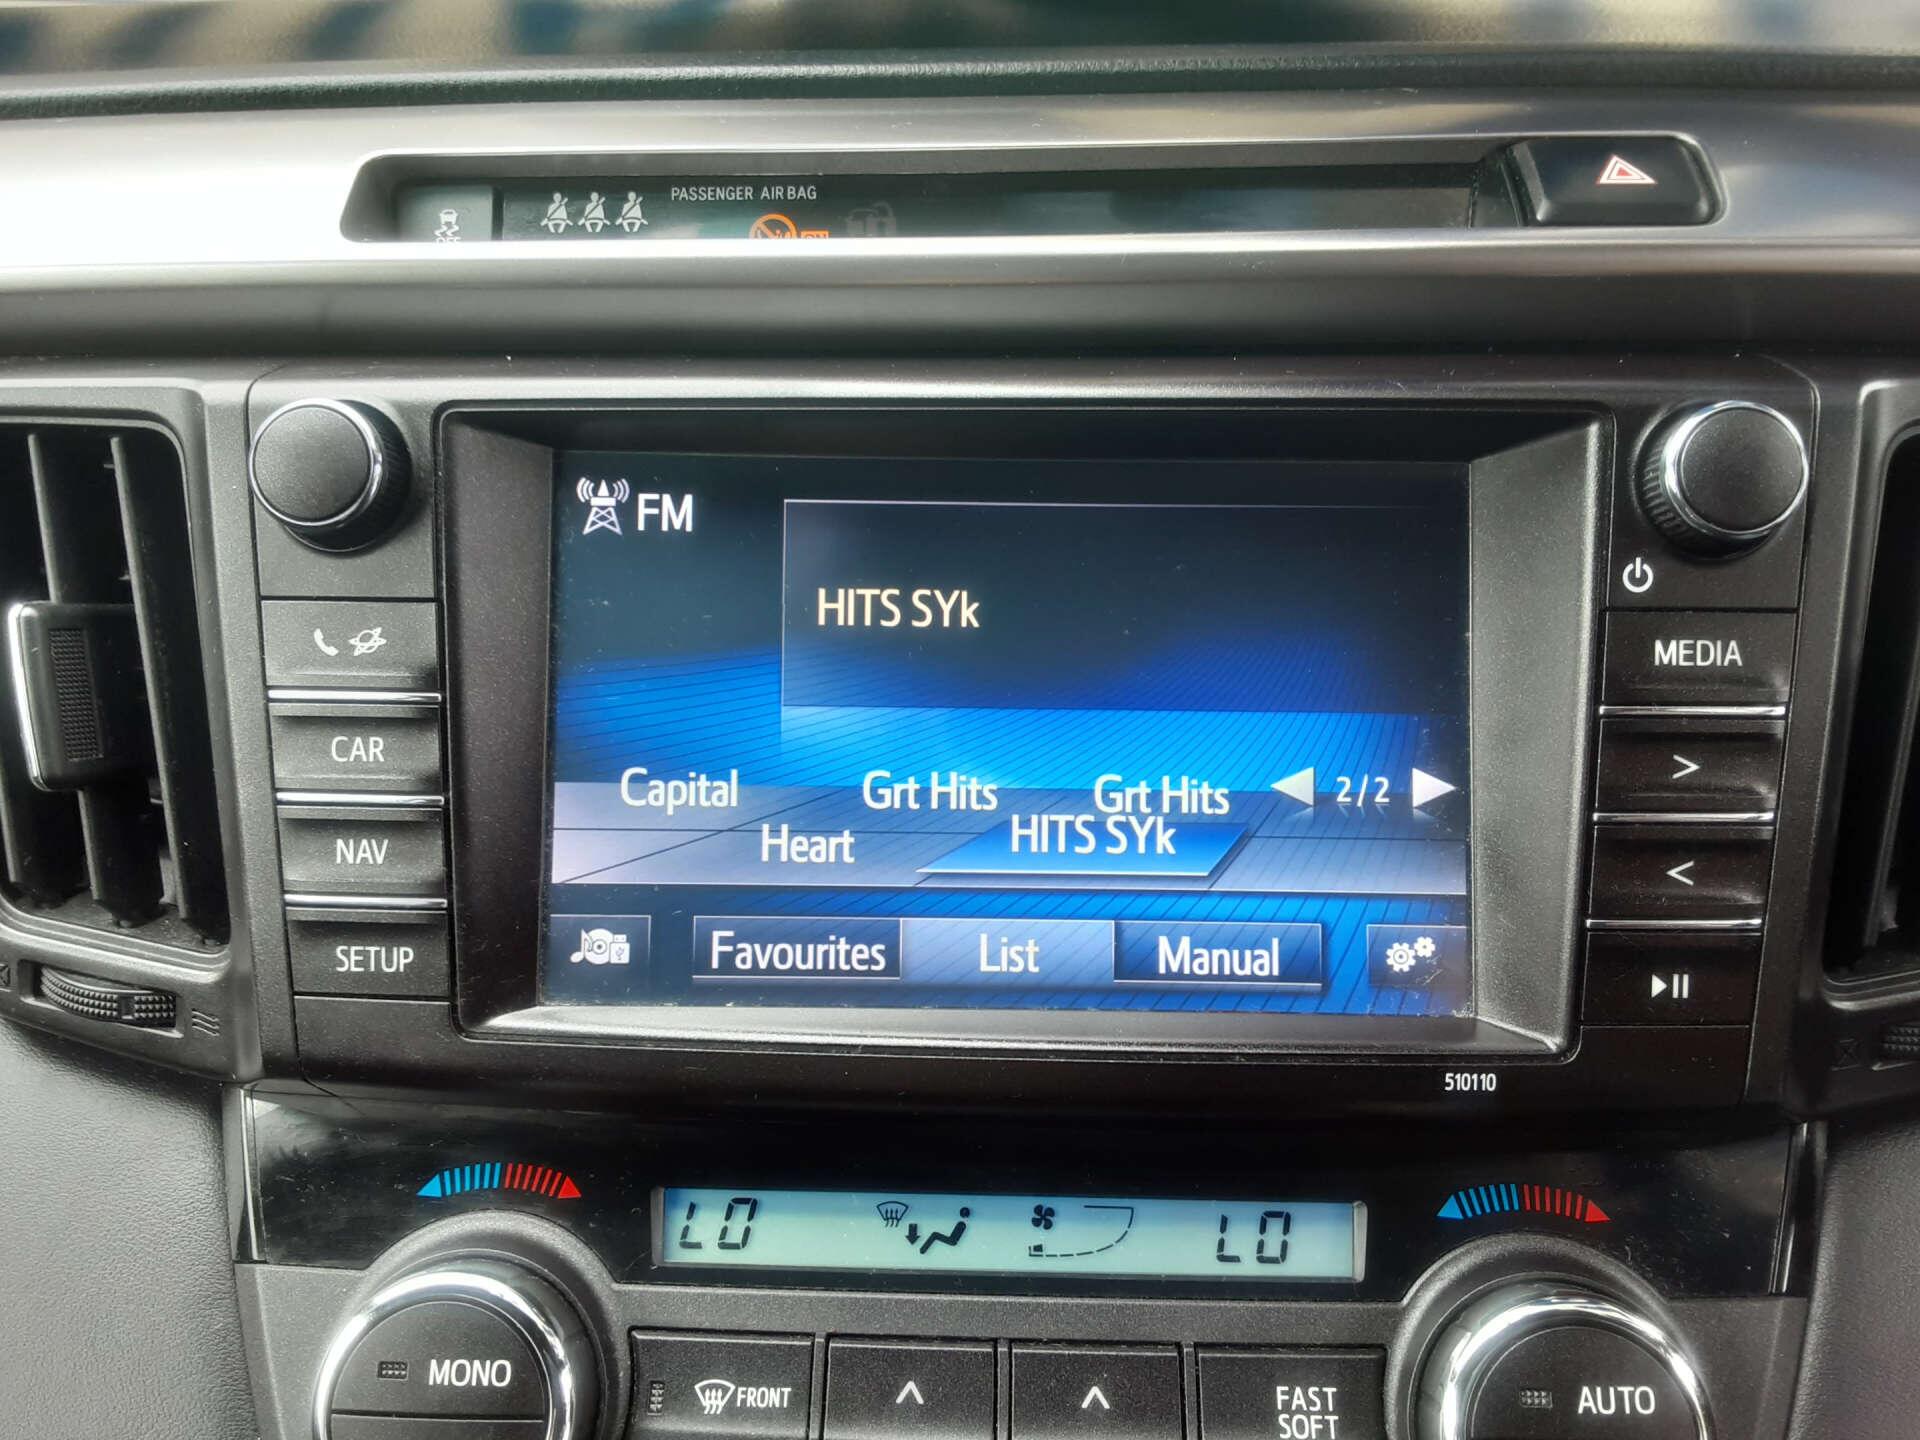 PASSENGER AIR BAG
FM
HITS SYk
MEDIA
CAR
Capital Grt Hits Grt Hits 2/2
Heart HITS SYk
NAV
SETUP
Favourites List Manual
510110
LO LO
MONO
FRONT
FAST
SOFT
AUTO